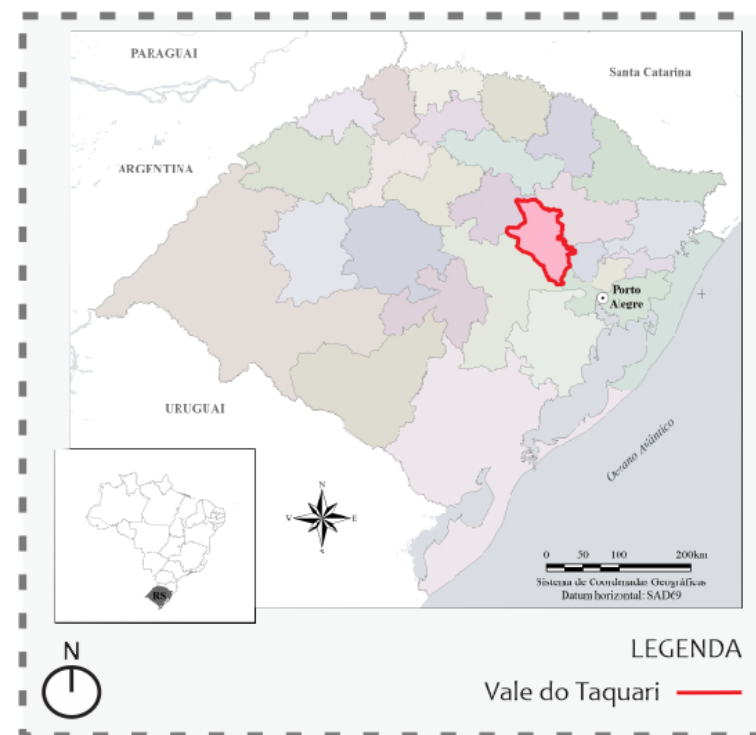 PARAGUAI
Santa Catarina
ARGENTINA
Porto
Alegre
URUGUAI
Oceano Atlântico
N
V E
s
RS
0 50 100 200km
Sistema de Coordenadas Geográficas
Datum horizontal: SAD69
N
LEGENDA
Vale do Taquari